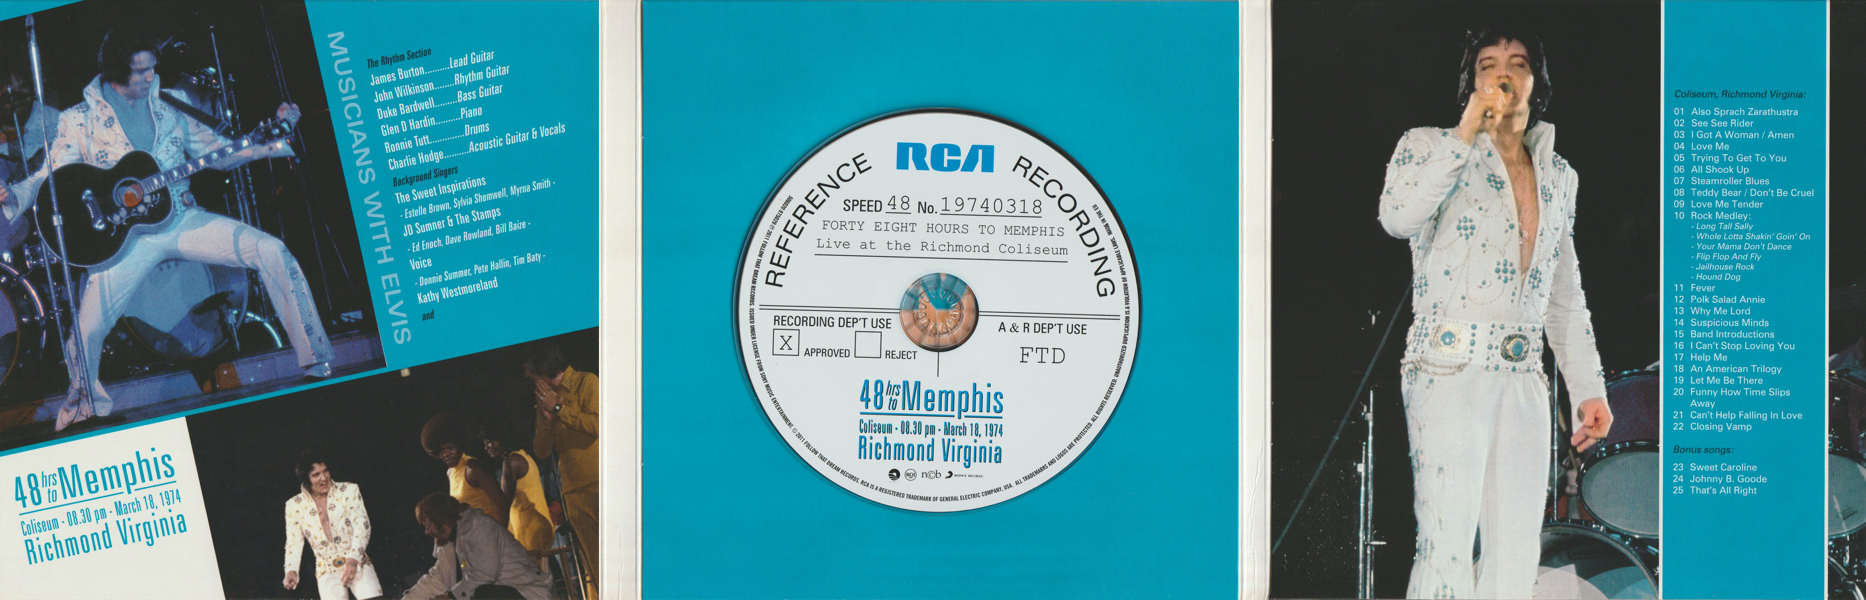 MUSICIANS WITH ELVIS
The Rhythm Section
James Burton..........Lead Guitar
John Wilkinson........Rhythm Guitar
Duke Bardwell.........Bass Guitar
Glen D Hardin..........Piano
Ronnie Tutt..............Drums
Charlie Hodge..........Acoustic Guitar & Vocals
Background Singers
The Sweet Inspirations
- Estelle Brown, Sylvia Shemwell, Myrna Smith -
JD Sumner & The Stamps
- Ed Enoch, Dave Rowland, Bill Baize -
Voice
- Donnie Sumner, Pete Hallin, Tim Baty -
Kathy Westmoreland
and
48 hrs to Memphis
Coliseum - 08.30 pm - March 18, 1974
Richmond Virginia
RCA
REFERENCE RECORDING
SPEED 48 No. 19740318
FORTY EIGHT HOURS TO MEMPHIS
Live at the Richmond Coliseum
RECORDING DEP'T USE
X APPROVED REJECT
A & R DEP'T USE
FTD
48 hrs to Memphis
Coliseum - 08.30 pm - March 18, 1974
Richmond Virginia
RCA n©b SONY MUSIC
Coliseum, Richmond Virginia:
01 Also Sprach Zarathustra
02 See See Rider
03 I Got A Woman / Amen
04 Love Me
05 Trying To Get To You
06 All Shook Up
07 Steamroller Blues
08 Teddy Bear / Don't Be Cruel
09 Love Me Tender
10 Rock Medley:
- Long Tall Sally
- Whole Lotta Shakin' Goin' On
- Your Mama Don't Dance
- Flip Flop And Fly
- Jailhouse Rock
- Hound Dog
11 Fever
12 Polk Salad Annie
13 Why Me Lord
14 Suspicious Minds
15 Band Introductions
16 I Can't Stop Loving You
17 Help Me
18 An American Trilogy
19 Let Me Be There
20 Funny How Time Slips
Away
21 Can't Help Falling In Love
22 Closing Vamp
Bonus songs:
23 Sweet Caroline
24 Johnny B. Goode
25 That's All Right